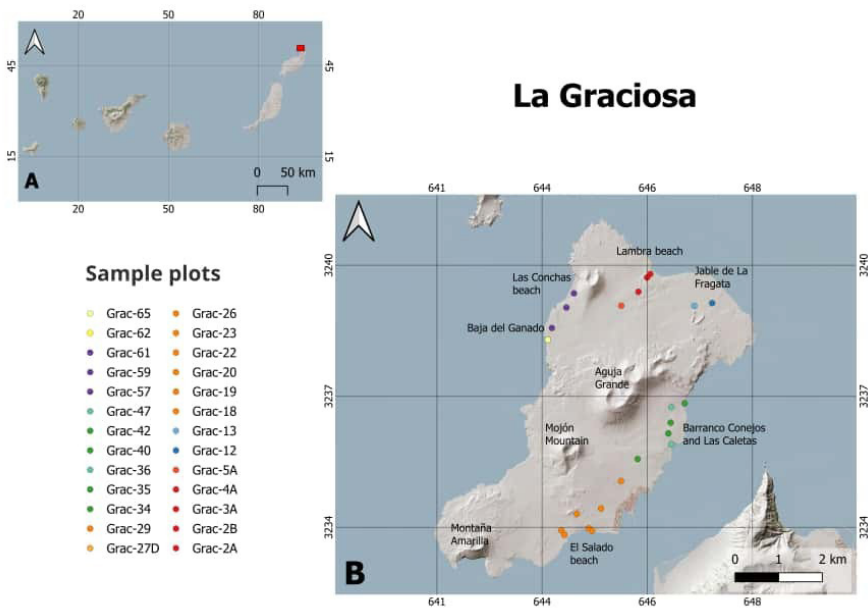 La Graciosa
20
50
80
45
45
15
15
A
0
50 km
20
50
80
641
644
646
648
3240
3240
Lambra beach
Las Conchas
beach
Jable de La
Fragata
Baja del Ganado
Aguja
Grande
3237
3237
Mojón
Mountain
Barranco Conejos
and Las Caletas
3234
3234
Montaña
Amarilla
El Salado
beach
0
1
2 km
B
641
644
646
648
Sample plots
Grac-65
Grac-62
Grac-61
Grac-59
Grac-57
Grac-47
Grac-42
Grac-40
Grac-36
Grac-35
Grac-34
Grac-29
Grac-27D
Grac-26
Grac-23
Grac-22
Grac-20
Grac-19
Grac-18
Grac-13
Grac-12
Grac-5A
Grac-4A
Grac-3A
Grac-2B
Grac-2A